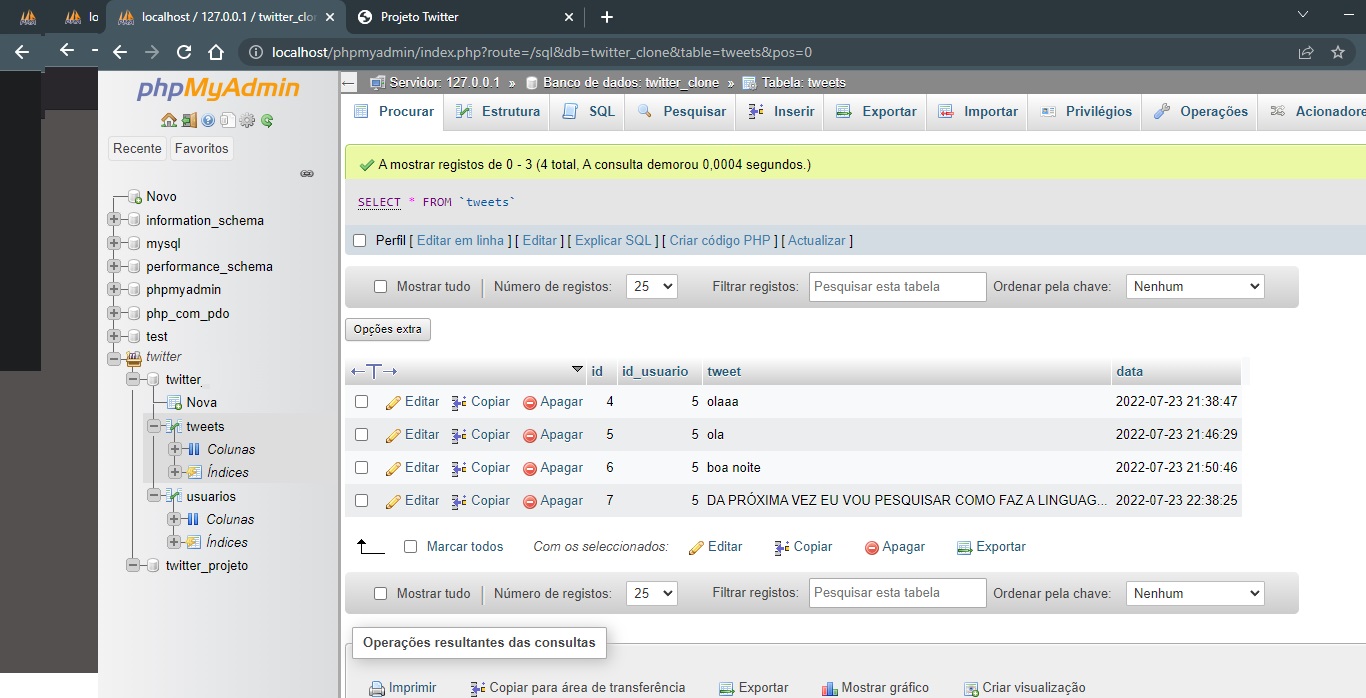 lo
localhost / 127.0.0.1 / twitter_clo
Projeto Twitter
localhost/phpmyadmin/index.php?route=/sql&db=twitter_clone&table=tweets&pos=0
phpMyAdmin
Recente Favoritos
Novo
information_schema
mysql
performance_schema
phpmyadmin
php_com_pdo
test
twitter
twitter_
Nova
tweets
Colunas
Índices
usuarios
Colunas
Índices
twitter_projeto
Servidor: 127.0.0.1 » Banco de dados: twitter_clone » Tabela: tweets
Procurar Estrutura SQL Pesquisar Inserir Exportar Importar Privilégios Operações Acionadore
A mostrar registos de 0 - 3 (4 total, A consulta demorou 0,0004 segundos.)
SELECT * FROM `tweets`
Perfil [ Editar em linha ] [ Editar ] [ Explicar SQL ] [ Criar código PHP ] [ Actualizar ]
Mostrar tudo | Número de registos: 25 Filtrar registos: Pesquisar esta tabela Ordenar pela chave: Nenhum
Opções extra
←T→ id id_usuario tweet data
Editar Copiar Apagar 4 5 olaaa 2022-07-23 21:38:47
Editar Copiar Apagar 5 5 ola 2022-07-23 21:46:29
Editar Copiar Apagar 6 5 boa noite 2022-07-23 21:50:46
Editar Copiar Apagar 7 5 DA PRÓXIMA VEZ EU VOU PESQUISAR COMO FAZ A LINGUAG... 2022-07-23 22:38:25
Marcar todos Com os seleccionados: Editar Copiar Apagar Exportar
Mostrar tudo | Número de registos: 25 Filtrar registos: Pesquisar esta tabela Ordenar pela chave: Nenhum
Operações resultantes das consultas
Imprimir Copiar para área de transferência Exportar Mostrar gráfico Criar visualização